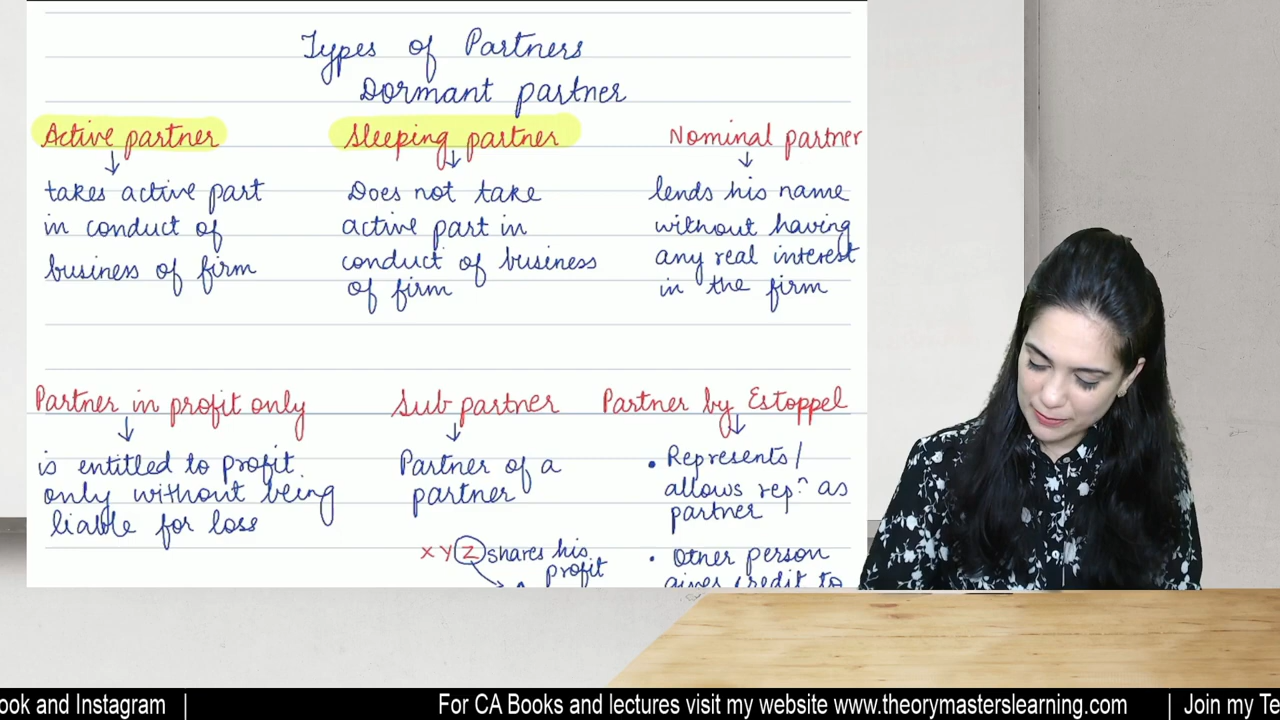 Types of Partners
Dormant partner
Active partner
takes active part
in conduct of
business of firm
Sleeping partner
Does not take
active part in
conduct of business
of firm
Nominal partner
lends his name
without having
any real interest
in the firm
Partner in profit only
is entitled to profit
only without being
liable for loss
Sub partner
Partner of a
partner
X Y Z shares his
profit
Partner by Estoppel
• Represents/
allows repⁿ as
partner
• Other person
gives credit to
ook and Instagram |
For CA Books and lectures visit my website www.theorymasterslearning.com
| Join my Te